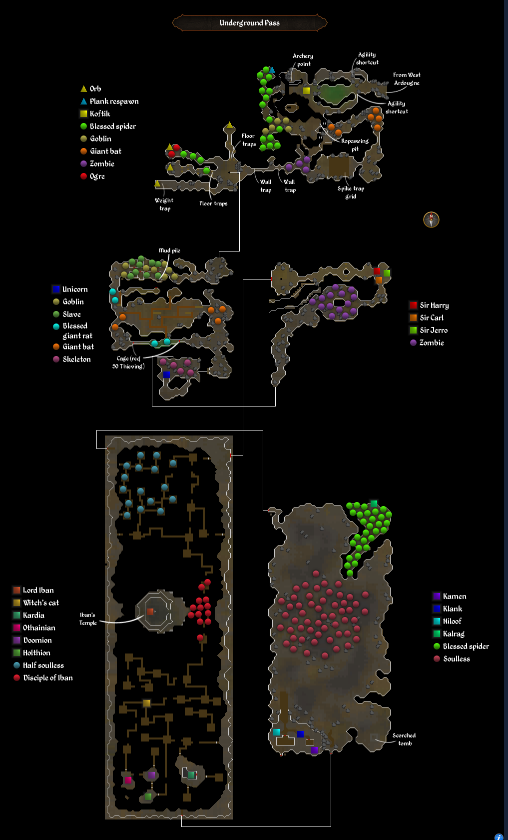 Underground Pass
Archery
point
Agility
shortcut
From West
Ardougne
Agility
shortcut
Orb
Plank respawn
Koftik
Blessed spider
Goblin
Giant bat
Zombie
Ogre
Floor
traps
Repassing
pit
Wall
trap
Wall
trap
Spike trap
grid
Weight
trap
Floor traps
Mud pile
Unicorn
Goblin
Slave
Blessed
giant rat
Giant bat
Skeleton
Cage (req
50 Thieving)
Sir Harry
Sir Carl
Sir Jerro
Zombie
Lord Iban
Witch's cat
Kardia
Othainian
Doomion
Holthion
Half soulless
Disciple of Iban
Iban's
Temple
Kamen
Klank
Niloof
Kalrag
Blessed spider
Soulless
Scorched
tomb